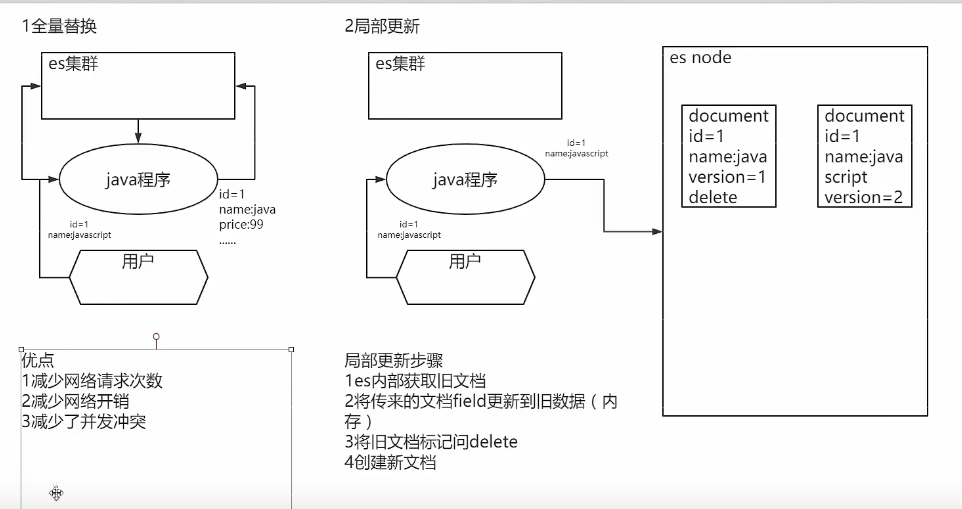 1全量替换
es集群
java程序
id=1
name:java
price:99
......
id=1
name:javascript
用户
优点
1减少网络请求次数
2减少网络开销
3减少了并发冲突
2局部更新
es集群
id=1
name:javascript
java程序
id=1
name:javascript
用户
局部更新步骤
1es内部获取旧文档
2将传来的文档field更新到旧数据（内
存）
3将旧文档标记问delete
4创建新文档
es node
document
id=1
name:java
version=1
delete
document
id=1
name:java
script
version=2